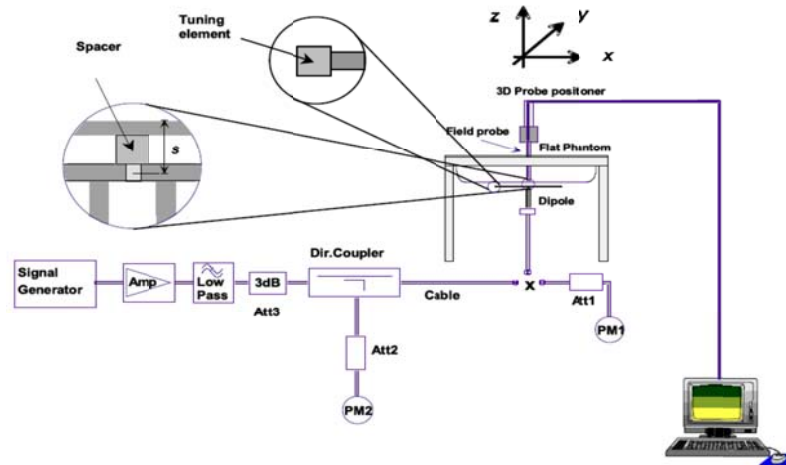 Tuning
element
Spacer
s
z
y
x
3D Probe positoner
Field probe
Flat Phuntom
Dipole
Signal
Generator
Amp
Low
Pass
3dB
Att3
Dir.Coupler
Cable
x
Att1
PM1
Att2
PM2